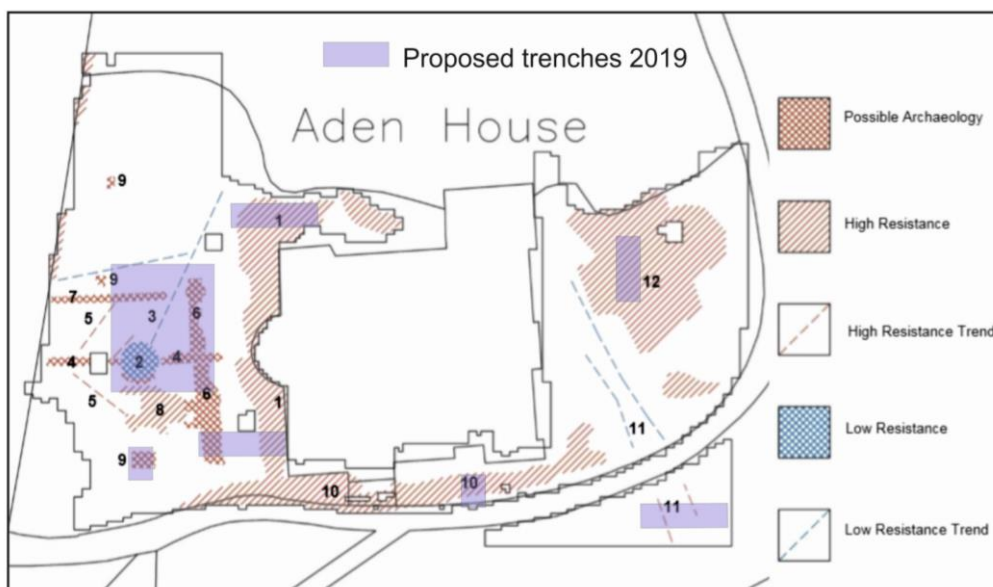 Proposed trenches 2019
Aden House
Possible Archaeology
9
1
High Resistance
12
9
7
3
6
5
High Resistance Trend
4
2
4
5
6
1
8
Low Resistance
11
9
10
10
11
Low Resistance Trend